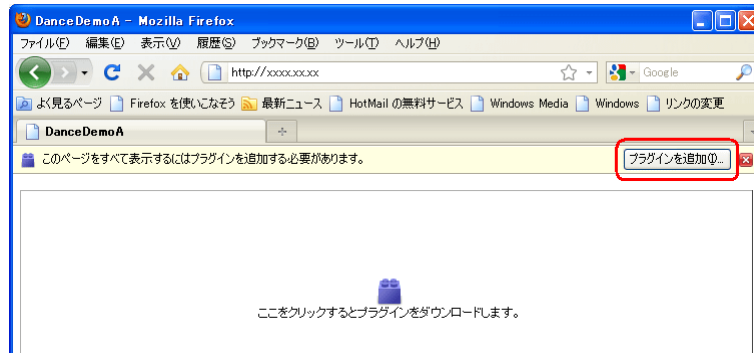 DanceDemoA - Mozilla Firefox
ファイル(F) 編集(E) 表示(V) 履歴(S) ブックマーク(B) ツール(T) ヘルプ(H)
http://xxxx.xx.xx Google
よく見るページ Firefox を使いこなそう 最新ニュース HotMail の無料サービス Windows Media Windows リンクの変更
DanceDemoA
このページをすべて表示するにはプラグインを追加する必要があります。 プラグインを追加(I)...
ここをクリックするとプラグインをダウンロードします。